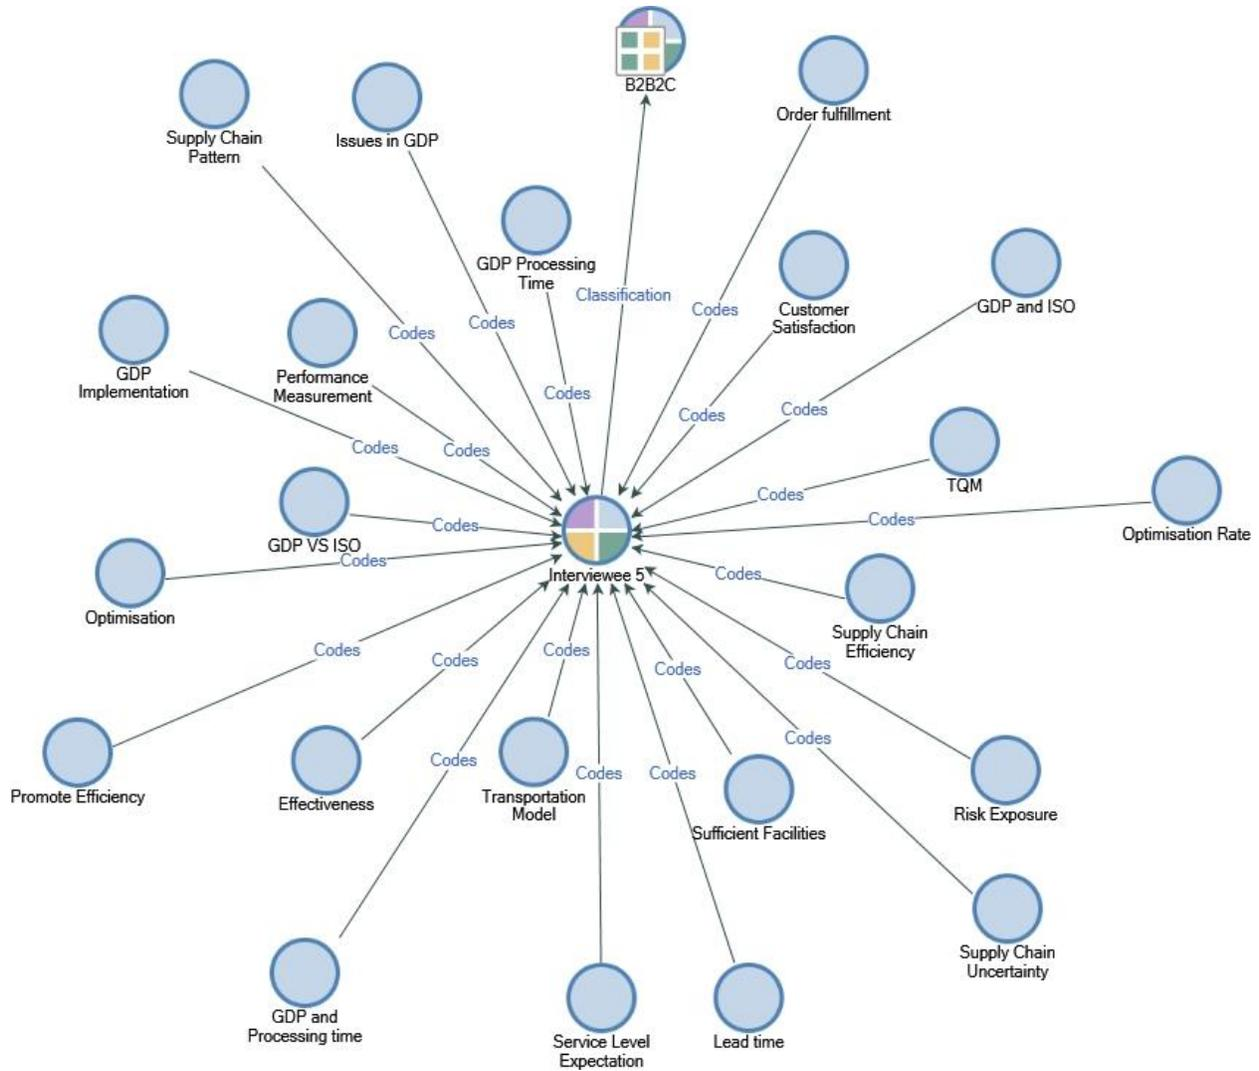 B2B2C
Order fulfillment
Supply Chain
Pattern
Issues in GDP
GDP Processing
Time
Classification
Customer
Satisfaction
GDP and ISO
Codes
Codes
Codes
GDP
Implementation
Performance
Measurement
Codes
Codes
Codes
Codes
Codes
TQM
Codes
Codes
Codes
Optimisation Rate
GDP VS ISO
Codes
Codes
Interviewee 5
Codes
Optimisation
Supply Chain
Efficiency
Codes
Codes
Codes
Codes
Codes
Codes
Codes
Codes
Codes
Promote Efficiency
Effectiveness
Transportation
Model
Sufficient Facilities
Risk Exposure
Supply Chain
Uncertainty
GDP and
Processing time
Service Level
Expectation
Lead time